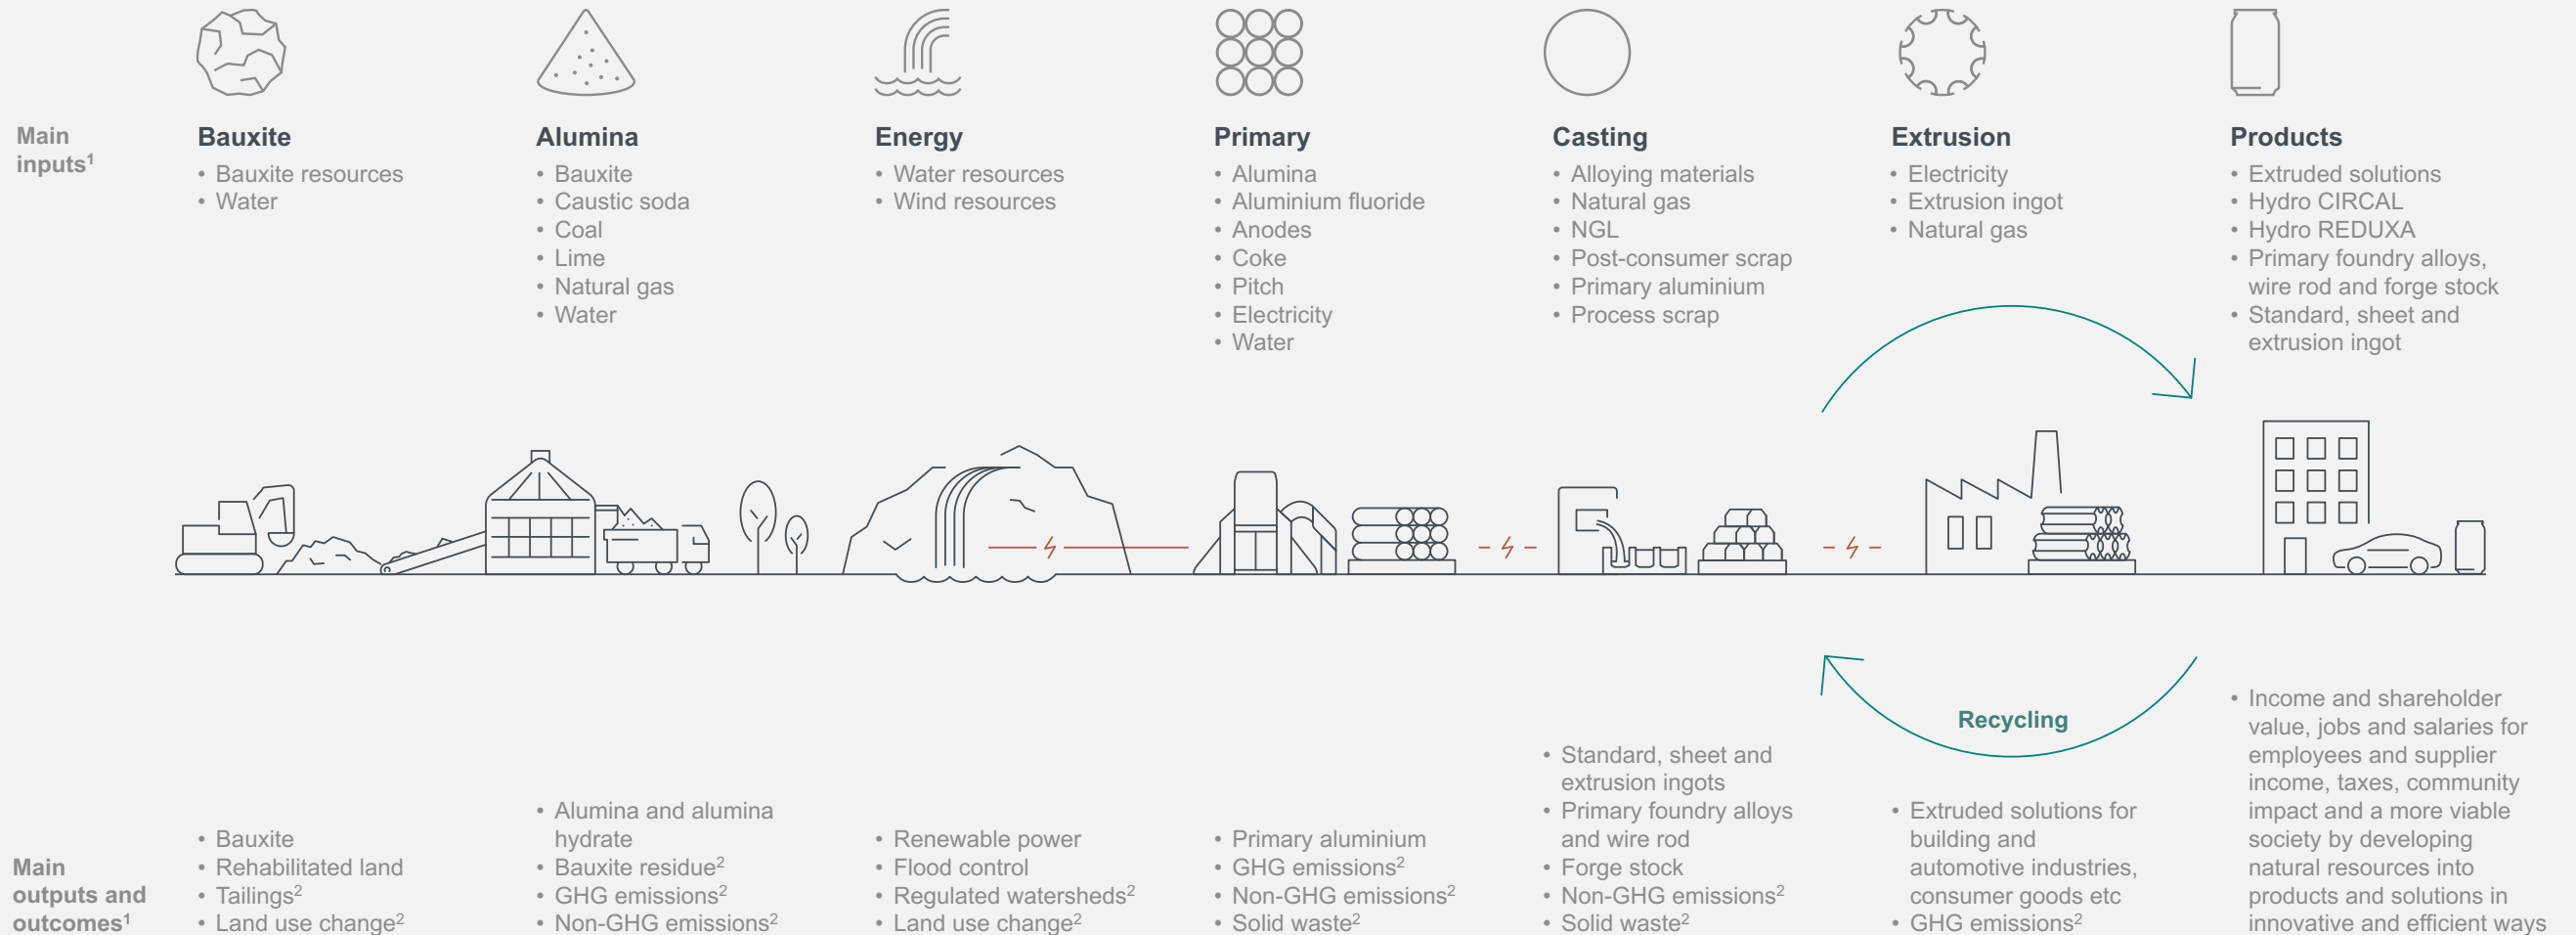 Main
inputs¹
Bauxite
• Bauxite resources
• Water
Alumina
• Bauxite
• Caustic soda
• Coal
• Lime
• Natural gas
• Water
Energy
• Water resources
• Wind resources
Primary
• Alumina
• Aluminium fluoride
• Anodes
• Coke
• Pitch
• Electricity
• Water
Casting
• Alloying materials
• Natural gas
• NGL
• Post-consumer scrap
• Primary aluminium
• Process scrap
Extrusion
• Electricity
• Extrusion ingot
• Natural gas
Products
• Extruded solutions
• Hydro CIRCAL
• Hydro REDUXA
• Primary foundry alloys,
wire rod and forge stock
• Standard, sheet and
extrusion ingot
Recycling
Main
outputs and
outcomes¹
• Bauxite
• Rehabilitated land
• Tailings²
• Land use change²
• Alumina and alumina
hydrate
• Bauxite residue²
• GHG emissions²
• Non-GHG emissions²
• Renewable power
• Flood control
• Regulated watersheds²
• Land use change²
• Primary aluminium
• GHG emissions²
• Non-GHG emissions²
• Solid waste²
• Standard, sheet and
extrusion ingots
• Primary foundry alloys
and wire rod
• Forge stock
• Non-GHG emissions²
• Solid waste²
• Extruded solutions for
building and
automotive industries,
consumer goods etc
• GHG emissions²
• Income and shareholder
value, jobs and salaries for
employees and supplier
income, taxes, community
impact and a more viable
society by developing
natural resources into
products and solutions in
innovative and efficient ways